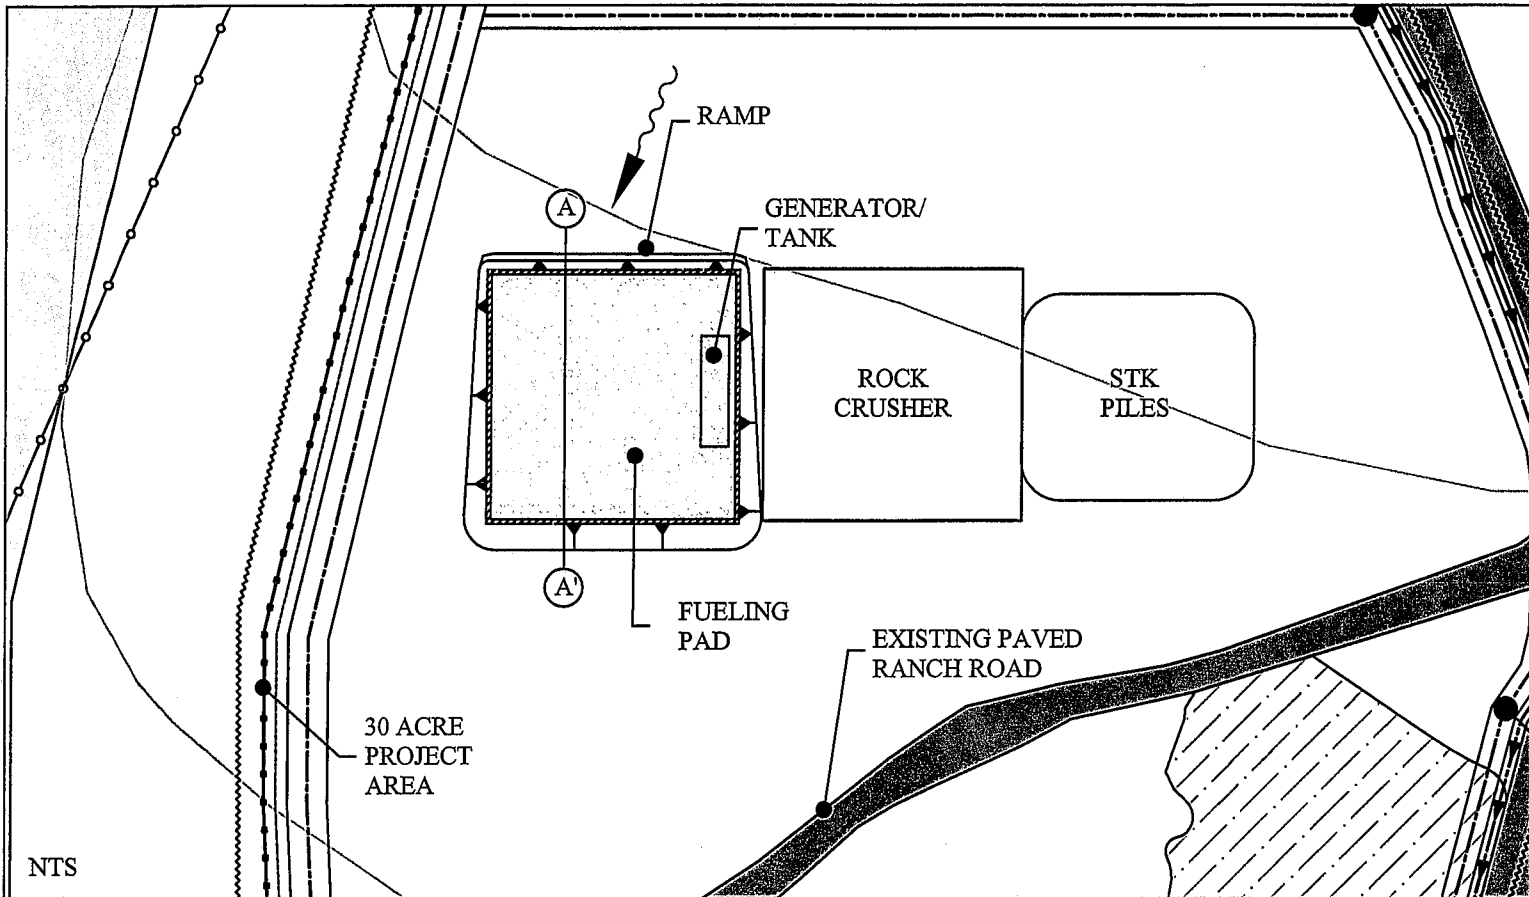 RAMP
A
GENERATOR/
TANK
ROCK
CRUSHER
STK
PILES
A'
FUELING
PAD
EXISTING PAVED
RANCH ROAD
30 ACRE
PROJECT
AREA
NTS